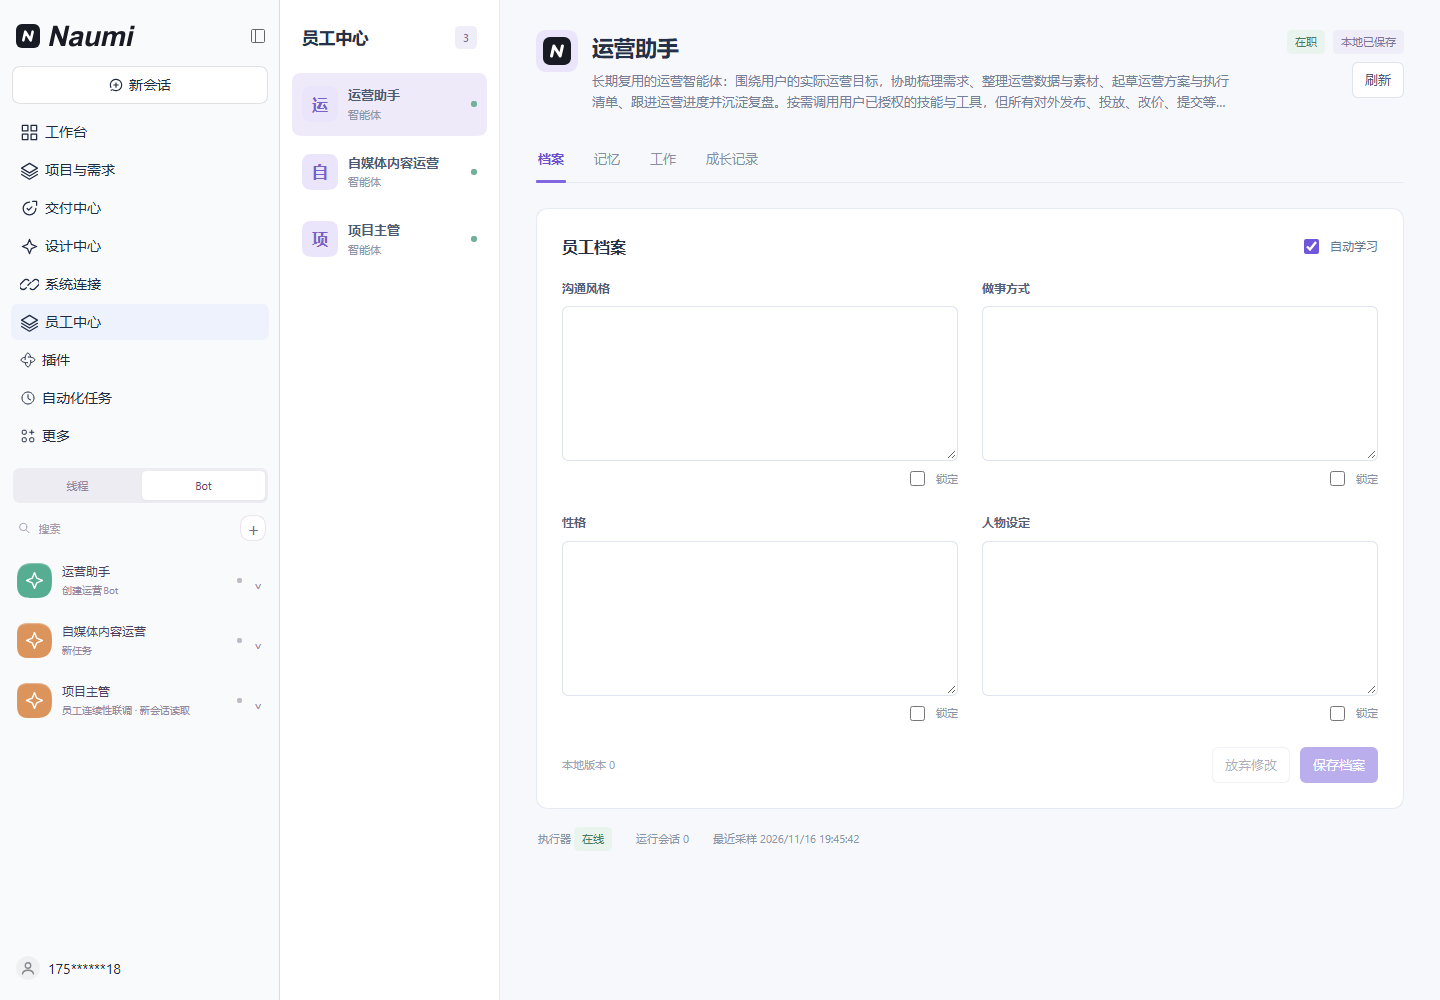 Naumi
新会话
工作台
项目与需求
交付中心
设计中心
系统连接
员工中心
插件
自动化任务
更多
线程
Bot
搜索
运营助手
创建运营Bot
自媒体内容运营
新任务
项目主管
员工连续性联调 · 新会话读取
175******18
员工中心
3
运
运营助手
智能体
自
自媒体内容运营
智能体
项
项目主管
智能体
运营助手
在职
本地已保存
长期复用的运营智能体：围绕用户的实际运营目标，协助梳理需求、整理运营数据与素材、起草运营方案与执行
清单、跟进运营进度并沉淀复盘。按需调用用户已授权的技能与工具，但所有对外发布、投放、改价、提交等...
刷新
档案
记忆
工作
成长记录
员工档案
自动学习
沟通风格
做事方式
锁定
锁定
性格
人物设定
锁定
锁定
本地版本 0
放弃修改
保存档案
执行器
在线
运行会话 0
最近采样 2026/11/16 19:45:42